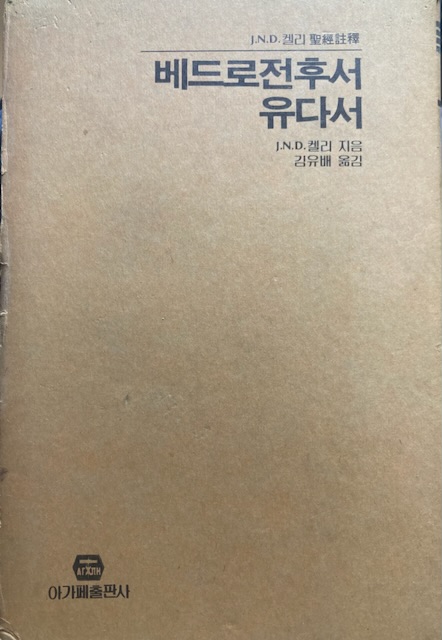 J.N.D. 켈리 聖經註釋
베드로전후서
유다서
J.N.D. 켈리 지음
김유배 옮김
ΑΓΑΠΗ
아가페출판사